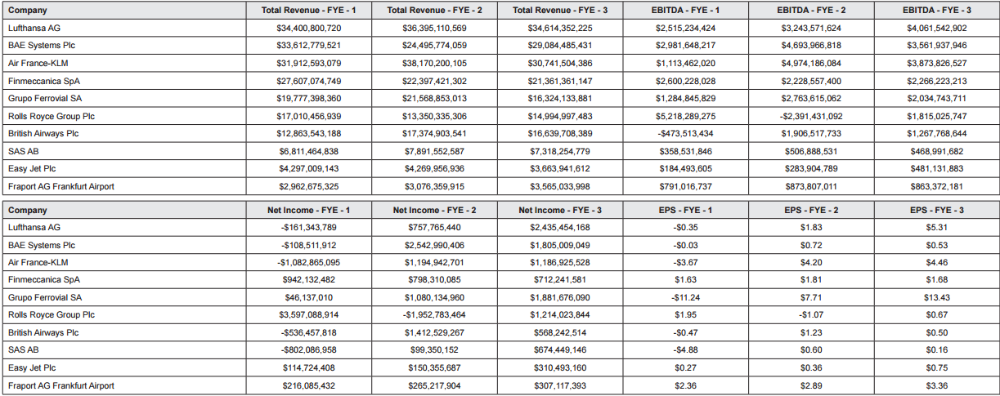 Company Total Revenue - FYE - 1 Total Revenue - FYE - 2 Total Revenue - FYE - 3 EBITDA - FYE - 1 EBITDA - FYE - 2 EBITDA - FYE - 3
Lufthansa AG $34,400,800,720 $36,395,110,569 $34,614,352,225 $2,515,234,424 $3,243,571,624 $4,061,542,902
BAE Systems Plc $33,612,779,521 $24,495,774,059 $29,084,485,431 $2,981,648,217 $4,693,966,818 $3,561,937,946
Air France-KLM $31,912,593,079 $38,170,200,105 $30,741,504,386 $1,113,462,020 $4,974,186,084 $3,873,826,527
Finmeccanica SpA $27,607,074,749 $22,397,421,302 $21,361,361,147 $2,600,228,028 $2,228,557,400 $2,266,223,213
Grupo Ferrovial SA $19,777,398,360 $21,568,853,013 $16,324,133,881 $1,284,845,829 $2,763,615,062 $2,034,743,711
Rolls Royce Group Plc $17,010,456,939 $13,350,335,306 $14,994,997,483 $5,218,289,275 -$2,391,431,092 $1,815,025,747
British Airways Plc $12,863,543,188 $17,374,903,541 $16,639,708,389 -$473,513,434 $1,906,517,733 $1,267,768,644
SAS AB $6,811,464,838 $7,891,552,587 $7,318,254,779 $358,531,846 $506,888,531 $468,991,682
Easy Jet Plc $4,297,009,143 $4,269,956,936 $3,663,941,612 $184,493,605 $283,904,789 $481,131,883
Fraport AG Frankfurt Airport $2,962,675,325 $3,076,359,915 $3,565,033,998 $791,016,737 $873,807,011 $863,372,181
Company Net Income - FYE - 1 Net Income - FYE - 2 Net Income - FYE - 3 EPS - FYE - 1 EPS - FYE - 2 EPS - FYE - 3
Lufthansa AG -$161,343,789 $757,765,440 $2,435,454,168 -$0.35 $1.83 $5.31
BAE Systems Plc -$108,511,912 $2,542,990,406 $1,805,009,049 -$0.03 $0.72 $0.53
Air France-KLM -$1,082,865,095 $1,194,942,701 $1,186,925,528 -$3.67 $4.20 $4.46
Finmeccanica SpA $942,132,482 $798,310,085 $712,241,581 $1.63 $1.81 $1.68
Grupo Ferrovial SA $46,137,010 $1,080,134,960 $1,881,676,090 -$11.24 $7.71 $13.43
Rolls Royce Group Plc $3,597,088,914 -$1,952,783,464 $1,214,023,844 $1.95 -$1.07 $0.67
British Airways Plc -$536,457,818 $1,412,529,267 $568,242,514 -$0.47 $1.23 $0.50
SAS AB -$802,086,958 $99,350,152 $674,449,146 -$4.88 $0.60 $0.16
Easy Jet Plc $114,724,408 $150,355,687 $310,493,160 $0.27 $0.36 $0.75
Fraport AG Frankfurt Airport $216,085,432 $265,217,904 $307,117,393 $2.36 $2.89 $3.36